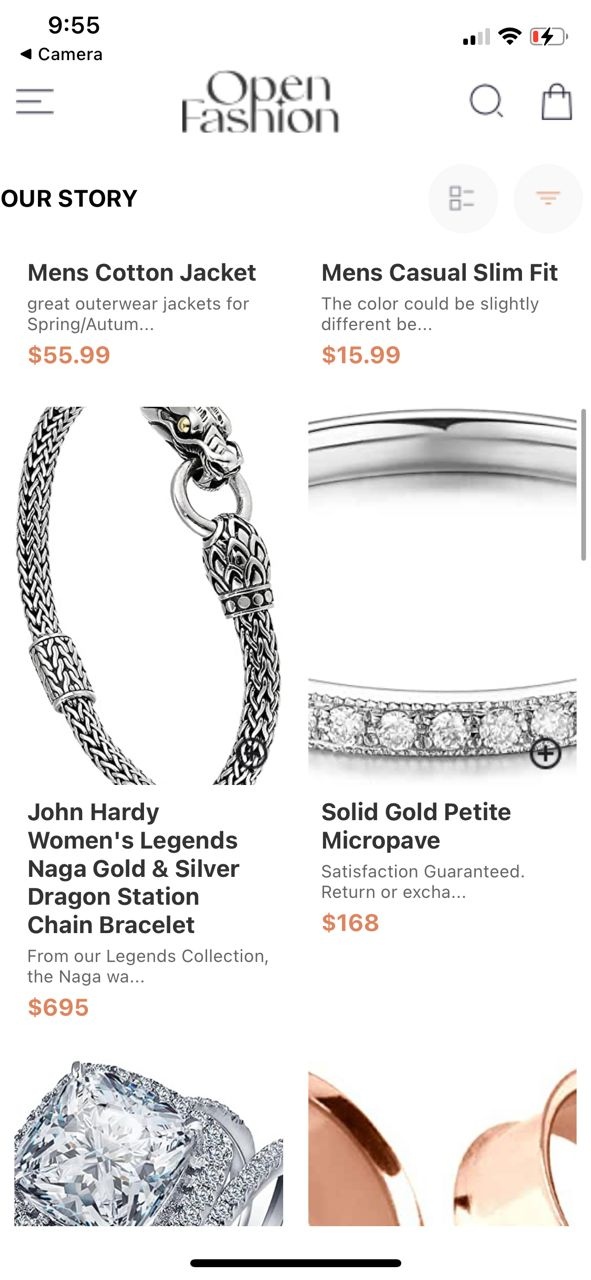 9:55
◀ Camera
Open
Fashion
OUR STORY
Mens Cotton Jacket
great outerwear jackets for
Spring/Autum...
$55.99
Mens Casual Slim Fit
The color could be slightly
different be...
$15.99
John Hardy
Women's Legends
Naga Gold & Silver
Dragon Station
Chain Bracelet
From our Legends Collection,
the Naga wa...
$695
Solid Gold Petite
Micropave
Satisfaction Guaranteed.
Return or excha...
$168